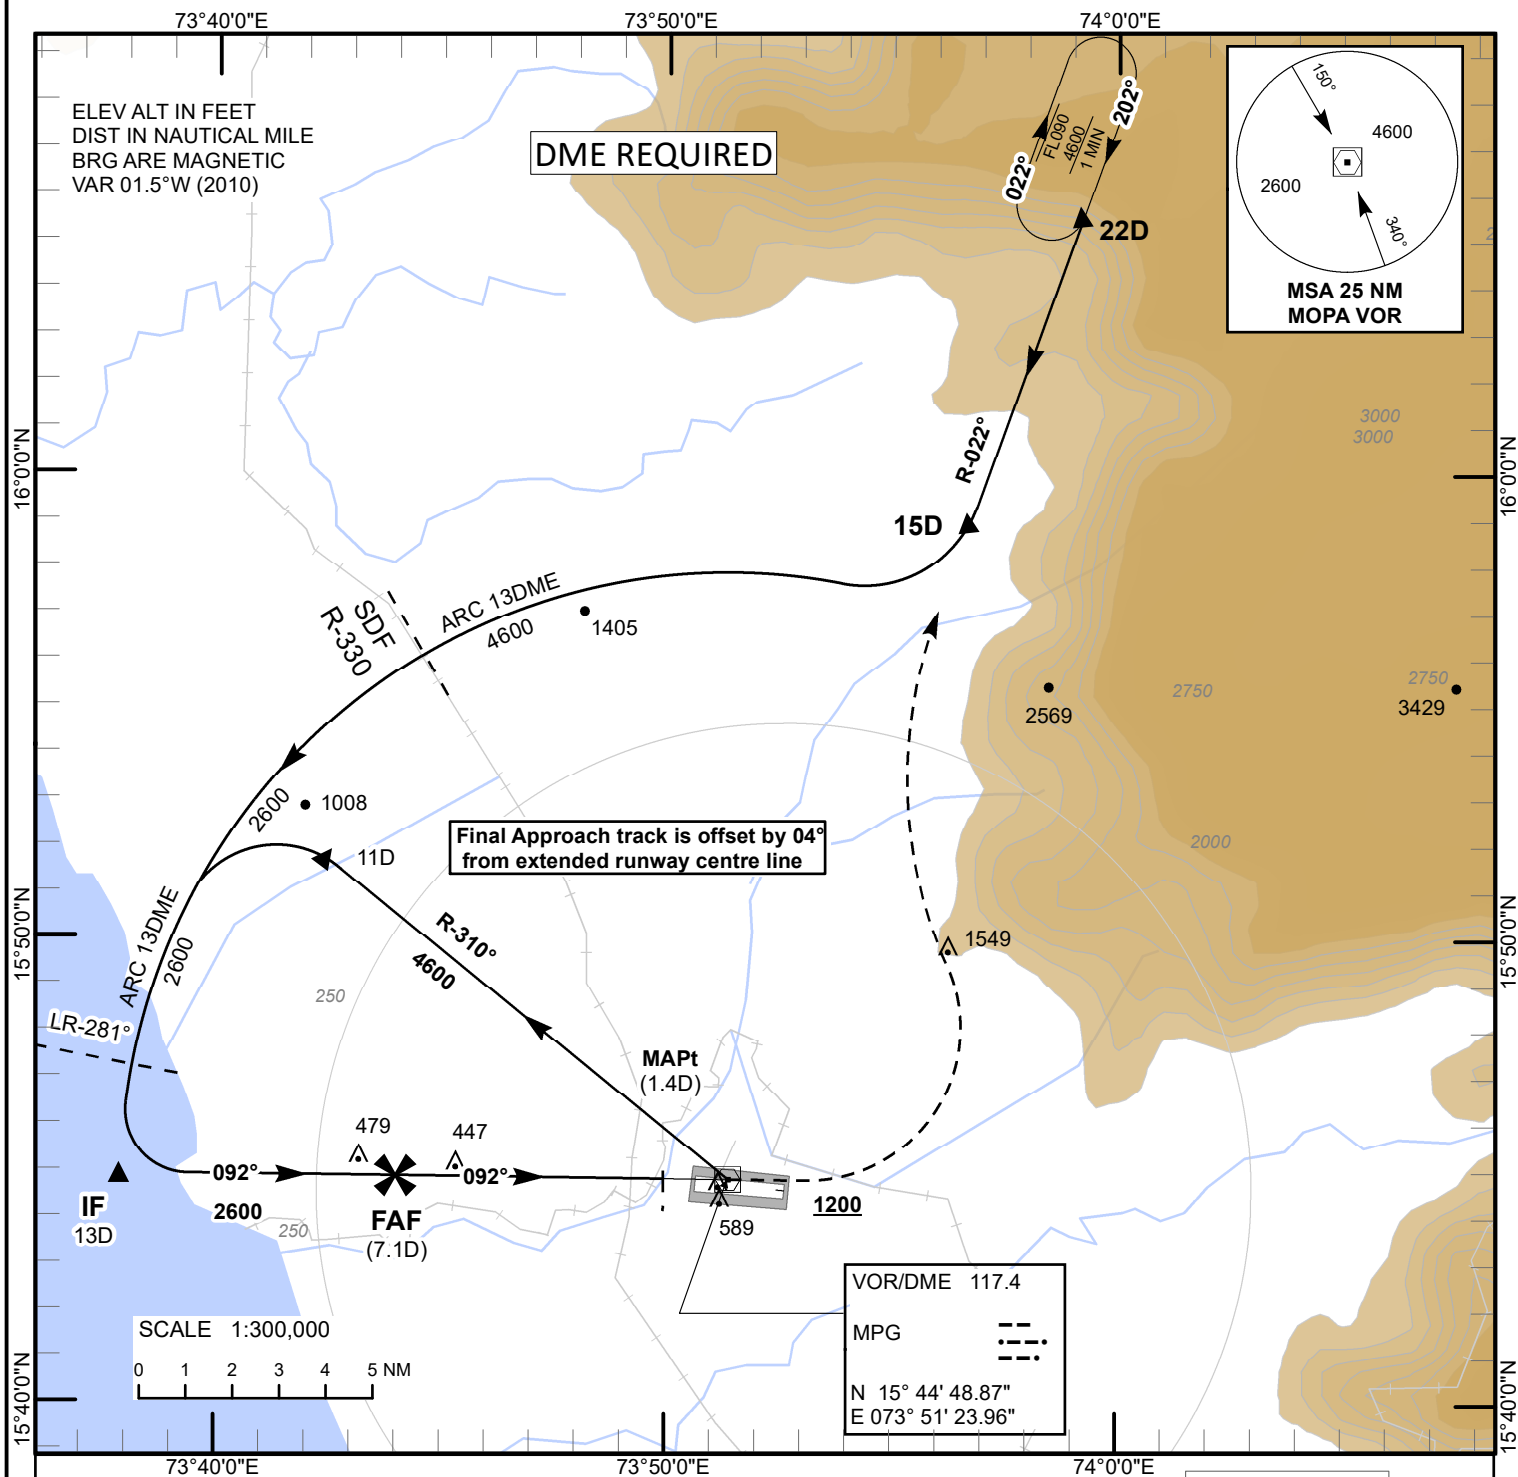 73°40'0"E
73°50'0"E
74°0'0"E
ELEV ALT IN FEET
DIST IN NAUTICAL MILE
BRG ARE MAGNETIC
VAR 01.5°W (2010)
DME REQUIRED
022°
FL090
4600
1 MIN
202°
22D
150°
4600
2600
340°
MSA 25 NM
MOPA VOR
3000
3000
16°0'0"N
16°0'0"N
R-022°
15D
ARC 13DME
4600
1405
SDF
R-330
2750
2750
2569
3429
2600
1008
11D
Final Approach track is offset by 04°
from extended runway centre line
2000
ARC 13DME
2600
R-310°
4600
1549
15°50'0"N
15°50'0"N
250
LR-281°
MAPt
(1.4D)
479
447
092°
092°
IF
13D
2600
250
FAF
(7.1D)
589
1200
VOR/DME 117.4
MPG
N 15° 44' 48.87"
E 073° 51' 23.96"
SCALE 1:300,000
0 1 2 3 4 5 NM
15°40'0"N
15°40'0"N
73°40'0"E
73°50'0"E
74°0'0"E